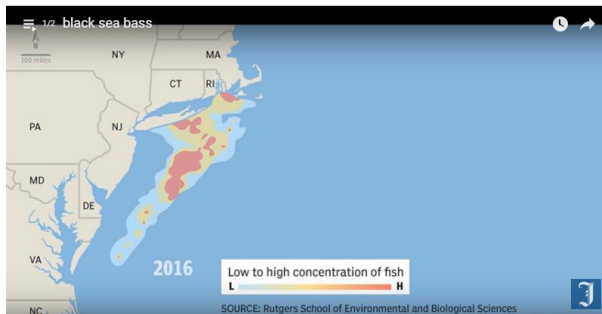 1/2 black sea bass
N
100 miles
NY
MA
CT
RI
PA
NJ
MD
DE
VA
2016
Low to high concentration of fish
L
H
NC
SOURCE: Rutgers School of Environmental and Biological Sciences